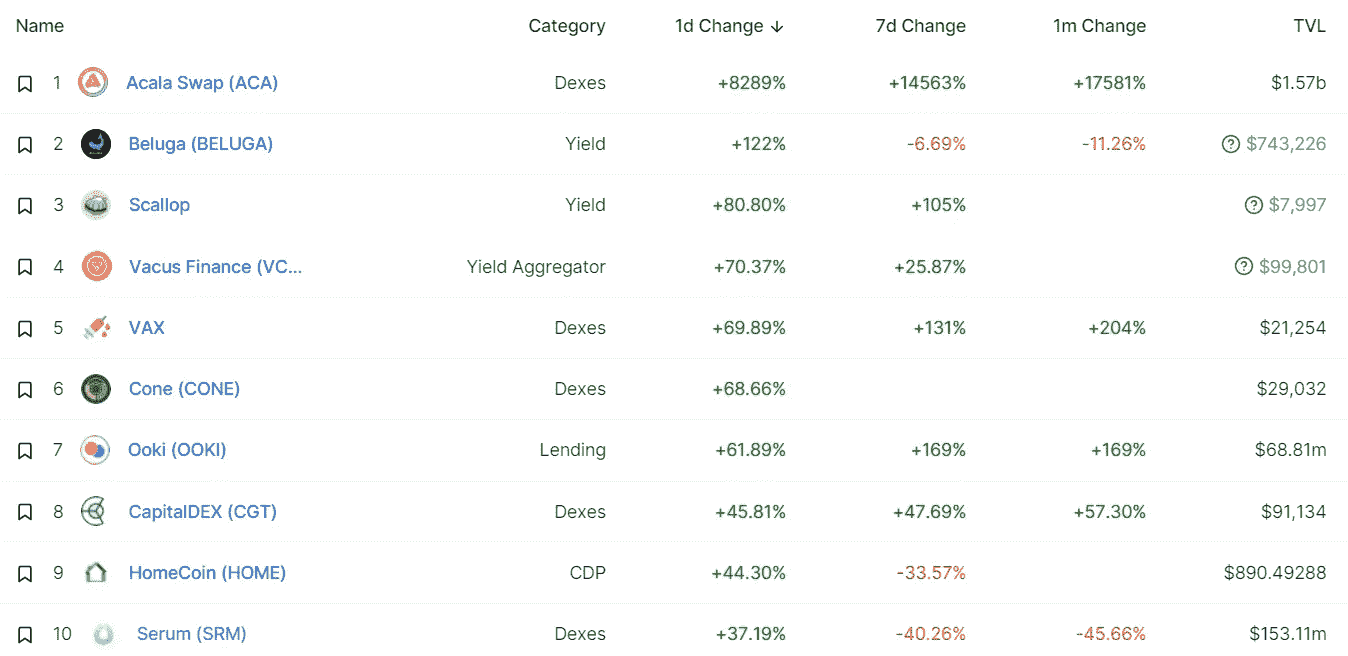 Name Category 1d Change ↓ 7d Change 1m Change TVL
1 Acala Swap (ACA) Dexes +8289% +14563% +17581% $1.57b
2 Beluga (BELUGA) Yield +122% -6.69% -11.26% ? $743,226
3 Scallop Yield +80.80% +105% ? $7,997
4 Vacus Finance (VC... Yield Aggregator +70.37% +25.87% ? $99,801
5 VAX Dexes +69.89% +131% +204% $21,254
6 Cone (CONE) Dexes +68.66% $29,032
7 Ooki (OOKI) Lending +61.89% +169% +169% $68.81m
8 CapitalDEX (CGT) Dexes +45.81% +47.69% +57.30% $91,134
9 HomeCoin (HOME) CDP +44.30% -33.57% $890.49288
10 Serum (SRM) Dexes +37.19% -40.26% -45.66% $153.11m